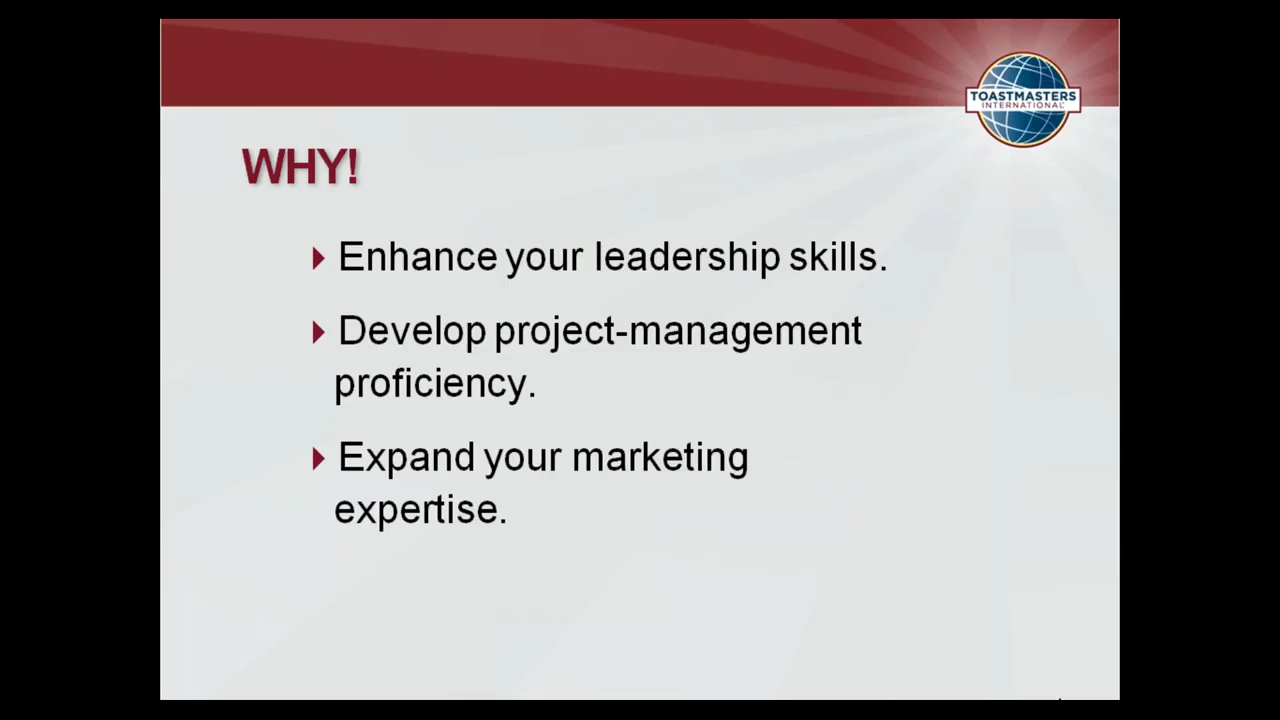 TOASTMASTERS
INTERNATIONAL
WHY!
Enhance your leadership skills.
Develop project-management
proficiency.
Expand your marketing
expertise.